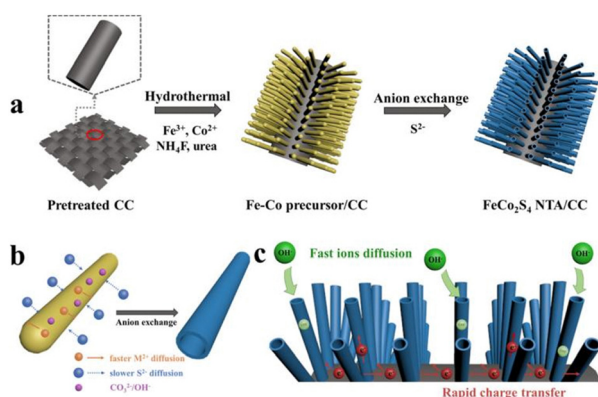 a
Hydrothermal
Fe³⁺, Co²⁺
NH₄F, urea
Anion exchange
S²⁻
Pretreated CC
Fe-Co precursor/CC
FeCo₂S₄ NTA/CC
b
Anion exchange
faster M²⁺ diffusion
slower S²⁻ diffusion
CO₃²⁻/OH⁻
c
OH⁻
Fast ions diffusion
OH⁻
OH⁻
Rapid charge transfer